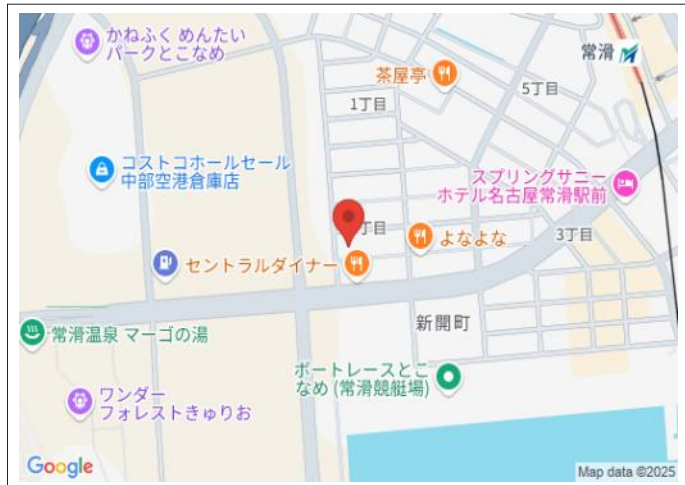 かねふく めんたい
パークとこなめ
常滑
茶屋亭
5丁目
1丁目
コストコホールセール
中部空港倉庫店
スプリングサニー
ホテル名古屋常滑駅前
丁目
よなよな
3丁目
セントラルダイナー
新開町
常滑温泉 マーゴの湯
ボートレースとこ
なめ (常滑競艇場)
ワンダー
フォレストきゅりお
Google
Map data ©2025